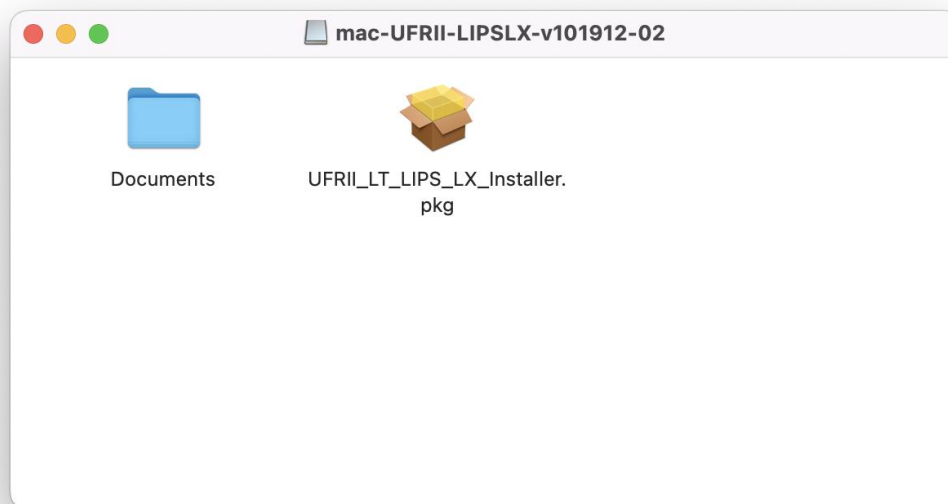 mac-UFRII-LIPSLX-v101912-02
Documents
UFRII_LT_LIPS_LX_Installer.
pkg